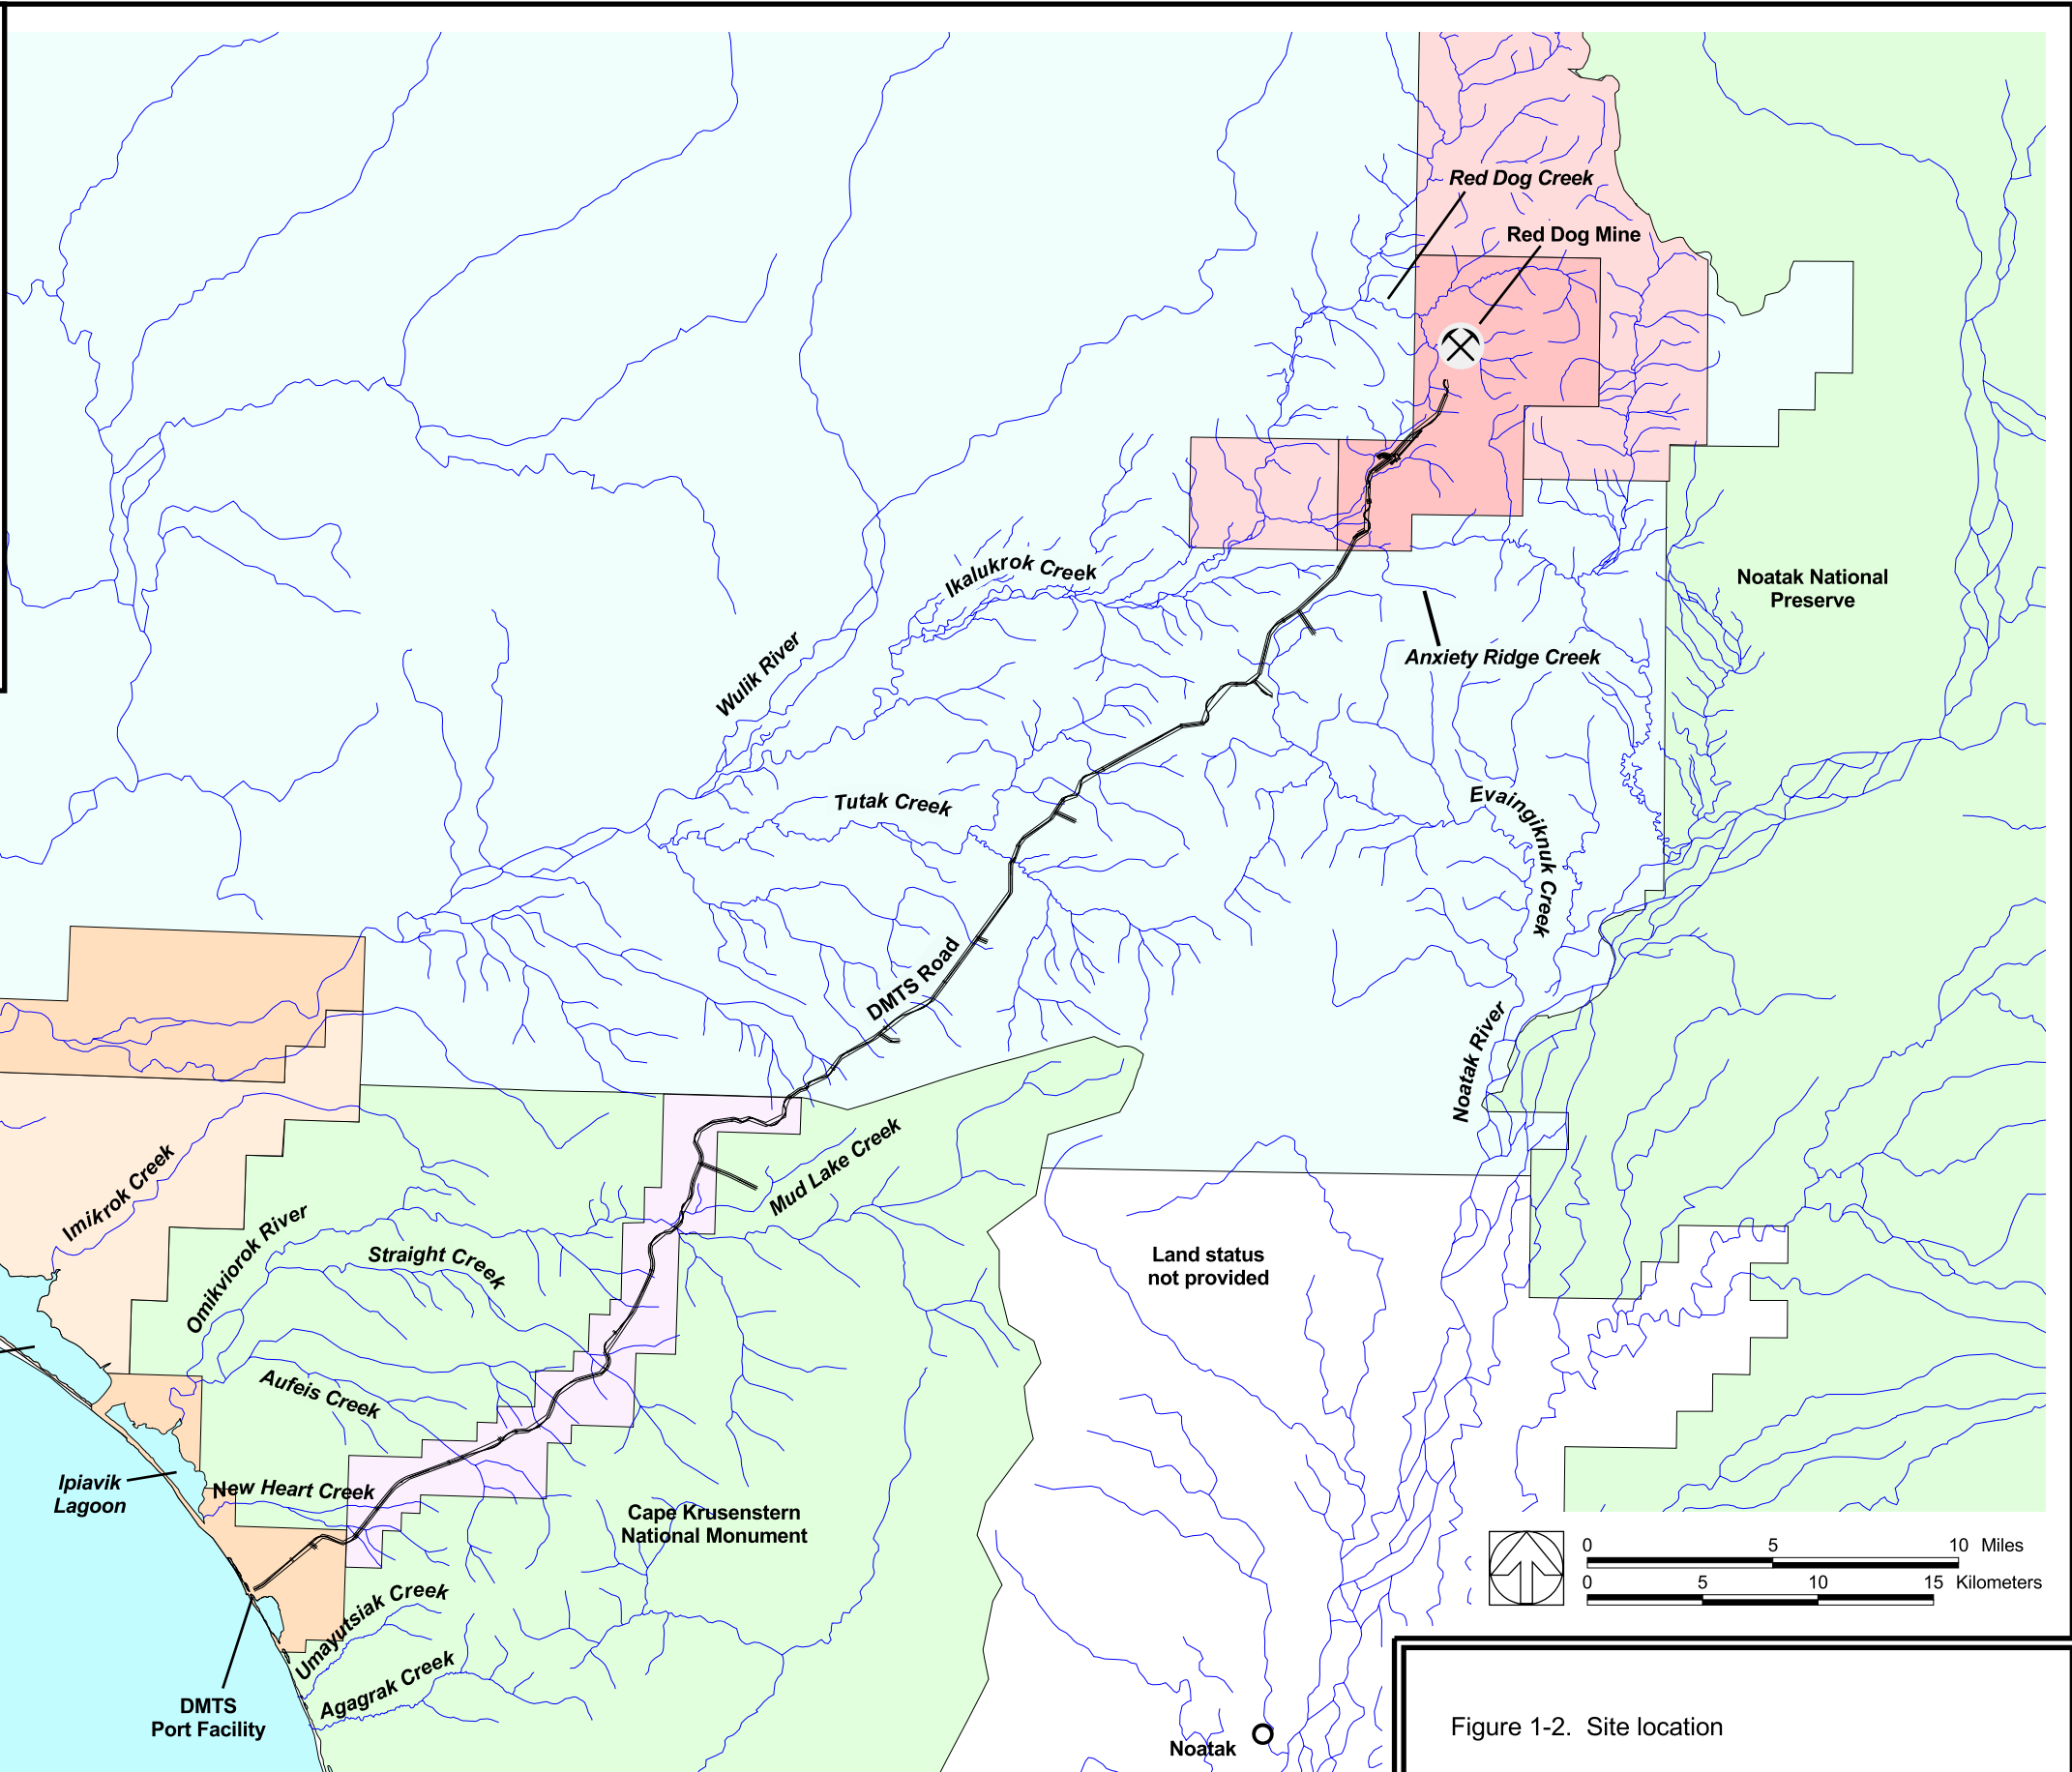 Red Dog Creek
Red Dog Mine
Ikalukrok Creek
Noatak National
Preserve
Wulik River
Anxiety Ridge Creek
Tutak Creek
Evaingiknuk Creek
DMTS Road
Noatak River
Mud Lake Creek
Imikrok Creek
Omikviorok River
Straight Creek
Land status
not provided
Aufeis Creek
Ipiavik
Lagoon
New Heart Creek
Cape Krusenstern
National Monument
0 5 10 Miles
0 5 10 15 Kilometers
Umayutsiak Creek
Agagrak Creek
DMTS
Port Facility
Noatak
Figure 1-2. Site location